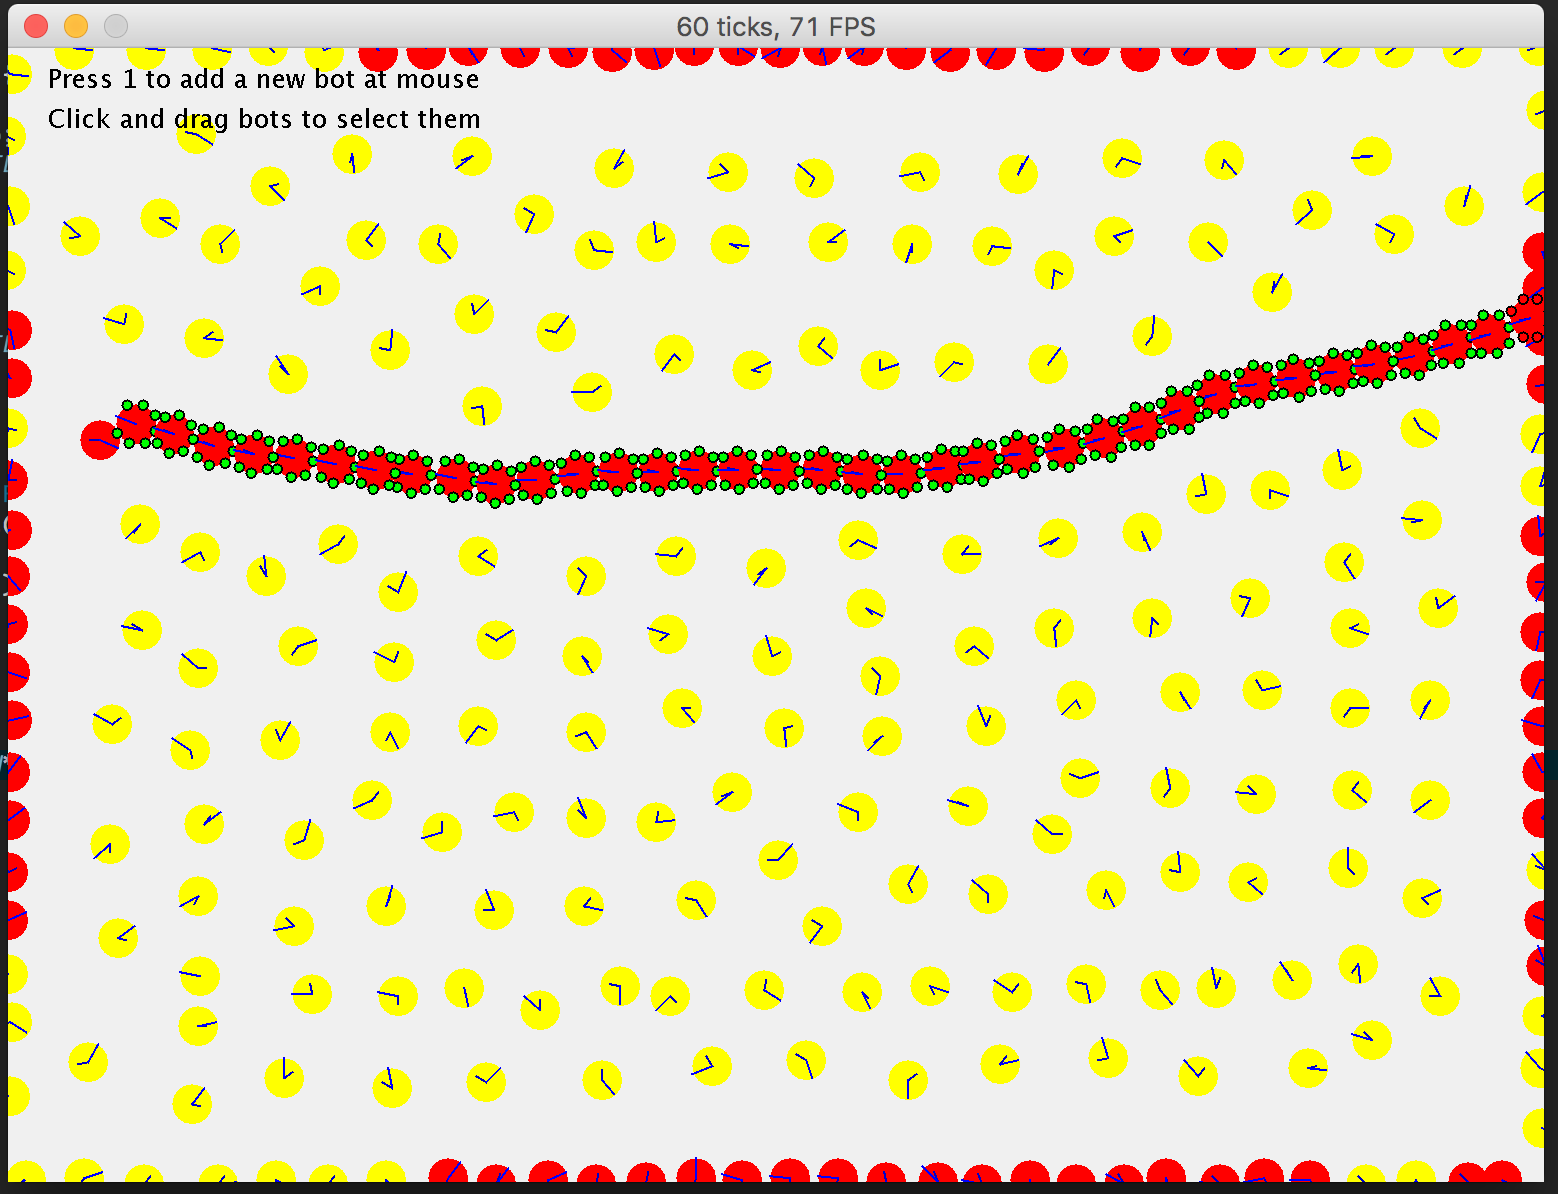 60 ticks, 71 FPS
Press 1 to add a new bot at mouse
Click and drag bots to select them